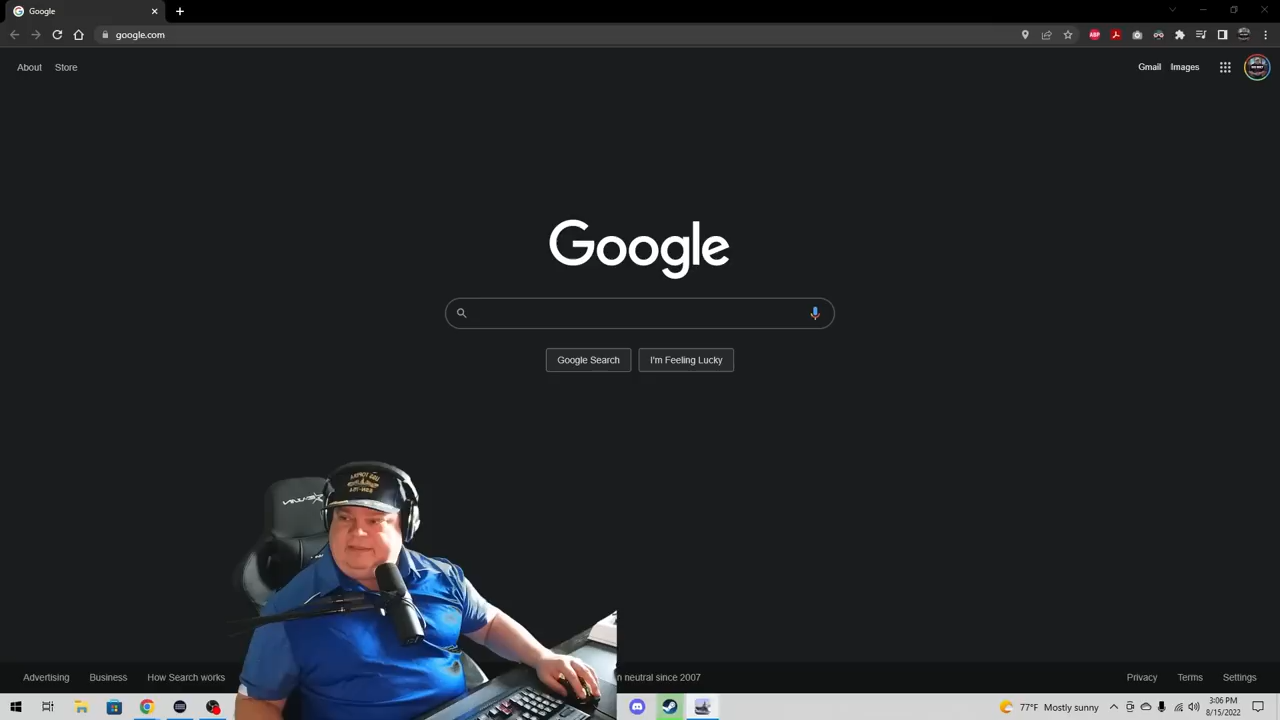 Google
google.com
ABP
About
Store
Gmail
Images
Google
Google Search
I'm Feeling Lucky
Advertising
Business
How Search works
n neutral since 2007
Privacy
Terms
Settings
77°F Mostly sunny
3:06 PM
8/15/2022